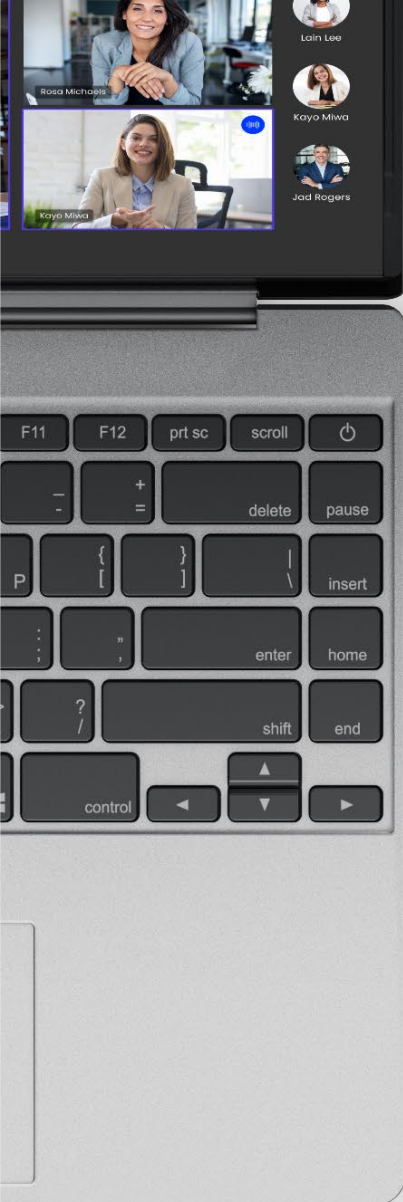 Lain Lee
Rosa Michaels
Kayo Miwa
Kayo Miwa
Jad Rogers
F11 F12 prt sc scroll
_ + delete pause
- =
P { } | insert
[ ] \
: " enter home
; ,
? shift end
/
control